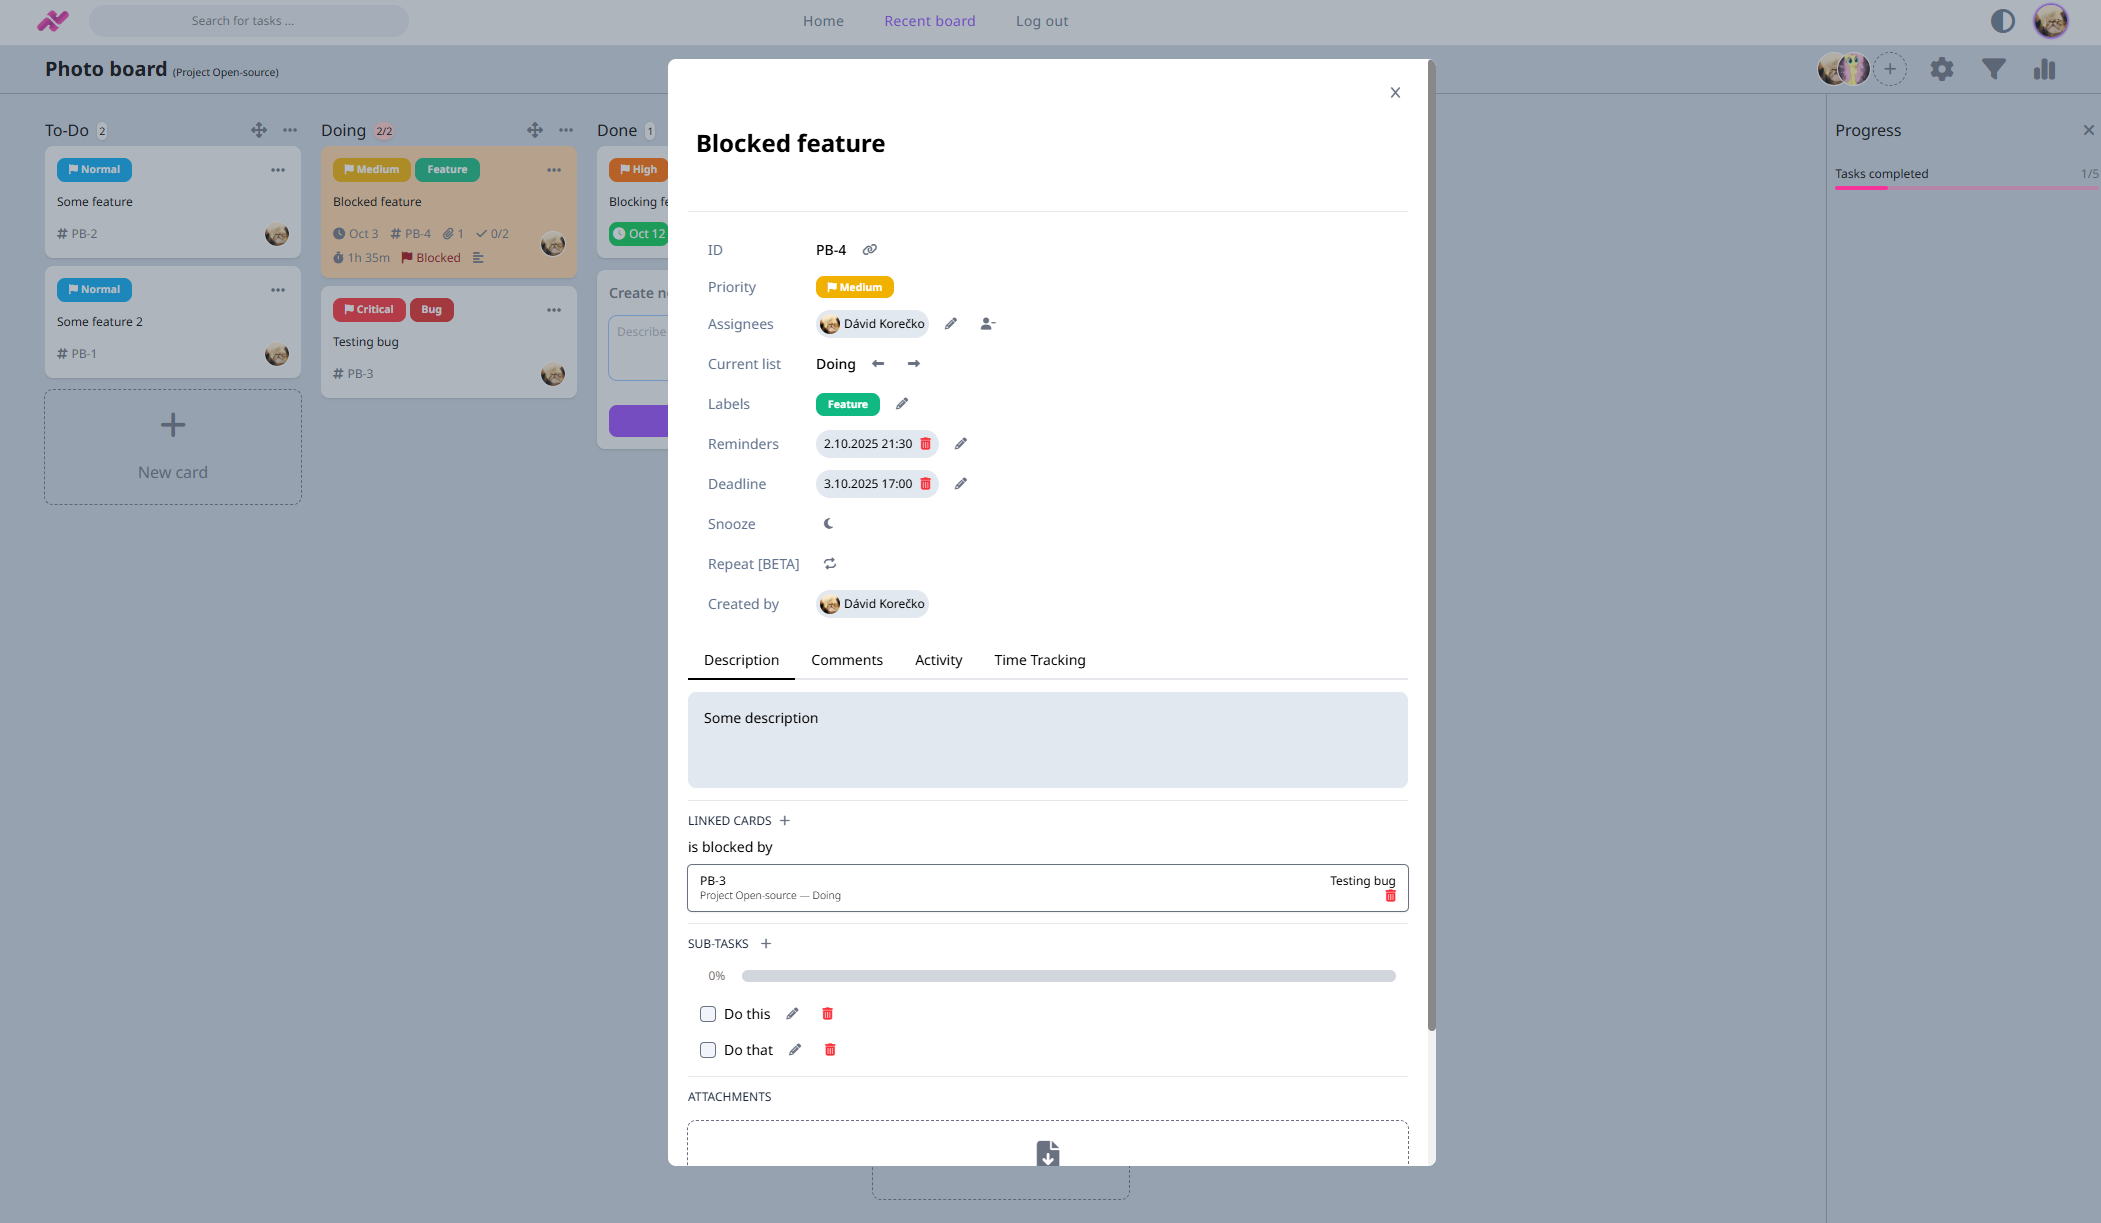 Search for tasks ...
Home
Recent board
Log out
Photo board (Project Open-source)
To-Do 2
Normal
Some feature
# PB-2
Normal
Some feature 2
# PB-1
New card
Doing 2/2
Medium Feature
Blocked feature
Oct 3 # PB-4 1 0/2
1h 35m Blocked
Critical Bug
Testing bug
# PB-3
Done 1
High
Blocking fe
Oct 12
Create n
Describe
X
Blocked feature
ID PB-4
Priority Medium
Assignees Dávid Korečko
Current list Doing
Labels Feature
Reminders 2.10.2025 21:30
Deadline 3.10.2025 17:00
Snooze
Repeat [BETA]
Created by Dávid Korečko
Description Comments Activity Time Tracking
Some description
LINKED CARDS +
is blocked by
PB-3 Testing bug
Project Open-source — Doing
SUB-TASKS +
0%
Do this
Do that
ATTACHMENTS
Progress
Tasks completed 1/5